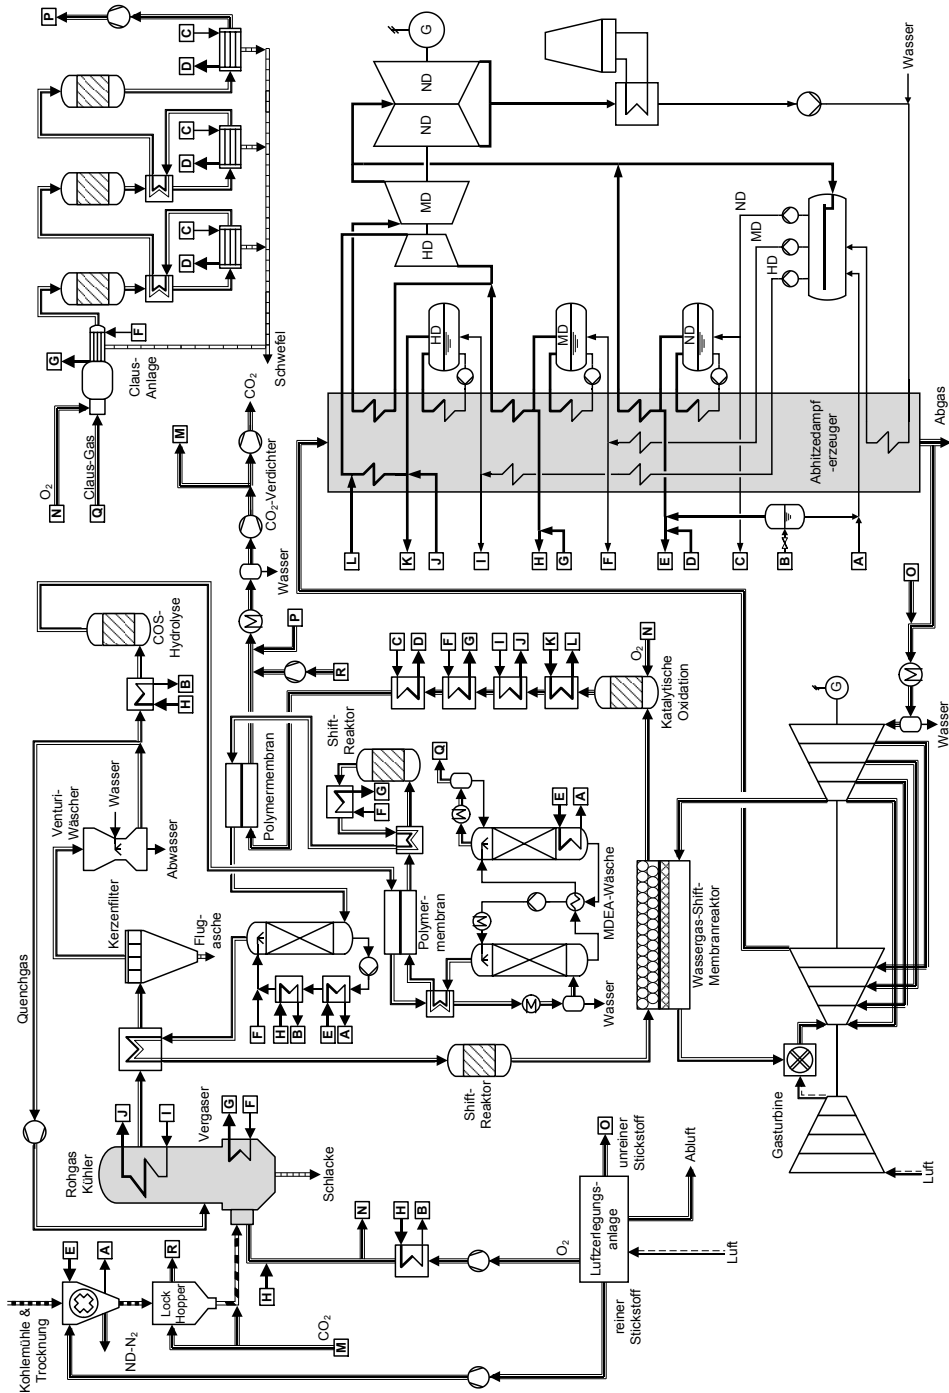 Kohlemühle &
Trocknung
E
A
ND-N₂
R
Lock
Hopper
CO₂
M
Rohgas
Kühler
J
I
Vergaser
G
F
Schlacke
H
Quenchgas
Kerzenfilter
Flug-
asche
Venturi-
Wäscher
Wasser
Abwasser
H
B
COS-
Hydrolyse
O₂
N
Claus-Gas
Q
G
Claus-
Anlage
F
Schwefel
D
C
D
C
D
C
P
N
H
B
O₂
reiner
Stickstoff
Luftzerlegungs-
anlage
O
unreiner
Stickstoff
Abluft
Luft
F
H
B
E
A
Polymermembran
Shift-
Reaktor
G
F
Polymer-
membran
Shift-
Reaktor
R
P
Wasser
CO₂-Verdichter
M
CO₂
Q
E
A
MDEA-Wäsche
Wasser
C
D
F
G
I
J
K
L
O₂
N
Katalytische
Oxidation
Wassergas-Shift-
Membranreaktor
Gasturbine
Luft
G
O
Wasser
L
K
J
I
H
G
F
E
D
C
B
A
Abhitzedampf
-erzeuger
Abgas
HD
MD
ND
HD
MD
ND
HD
MD
ND
ND
G
Wasser